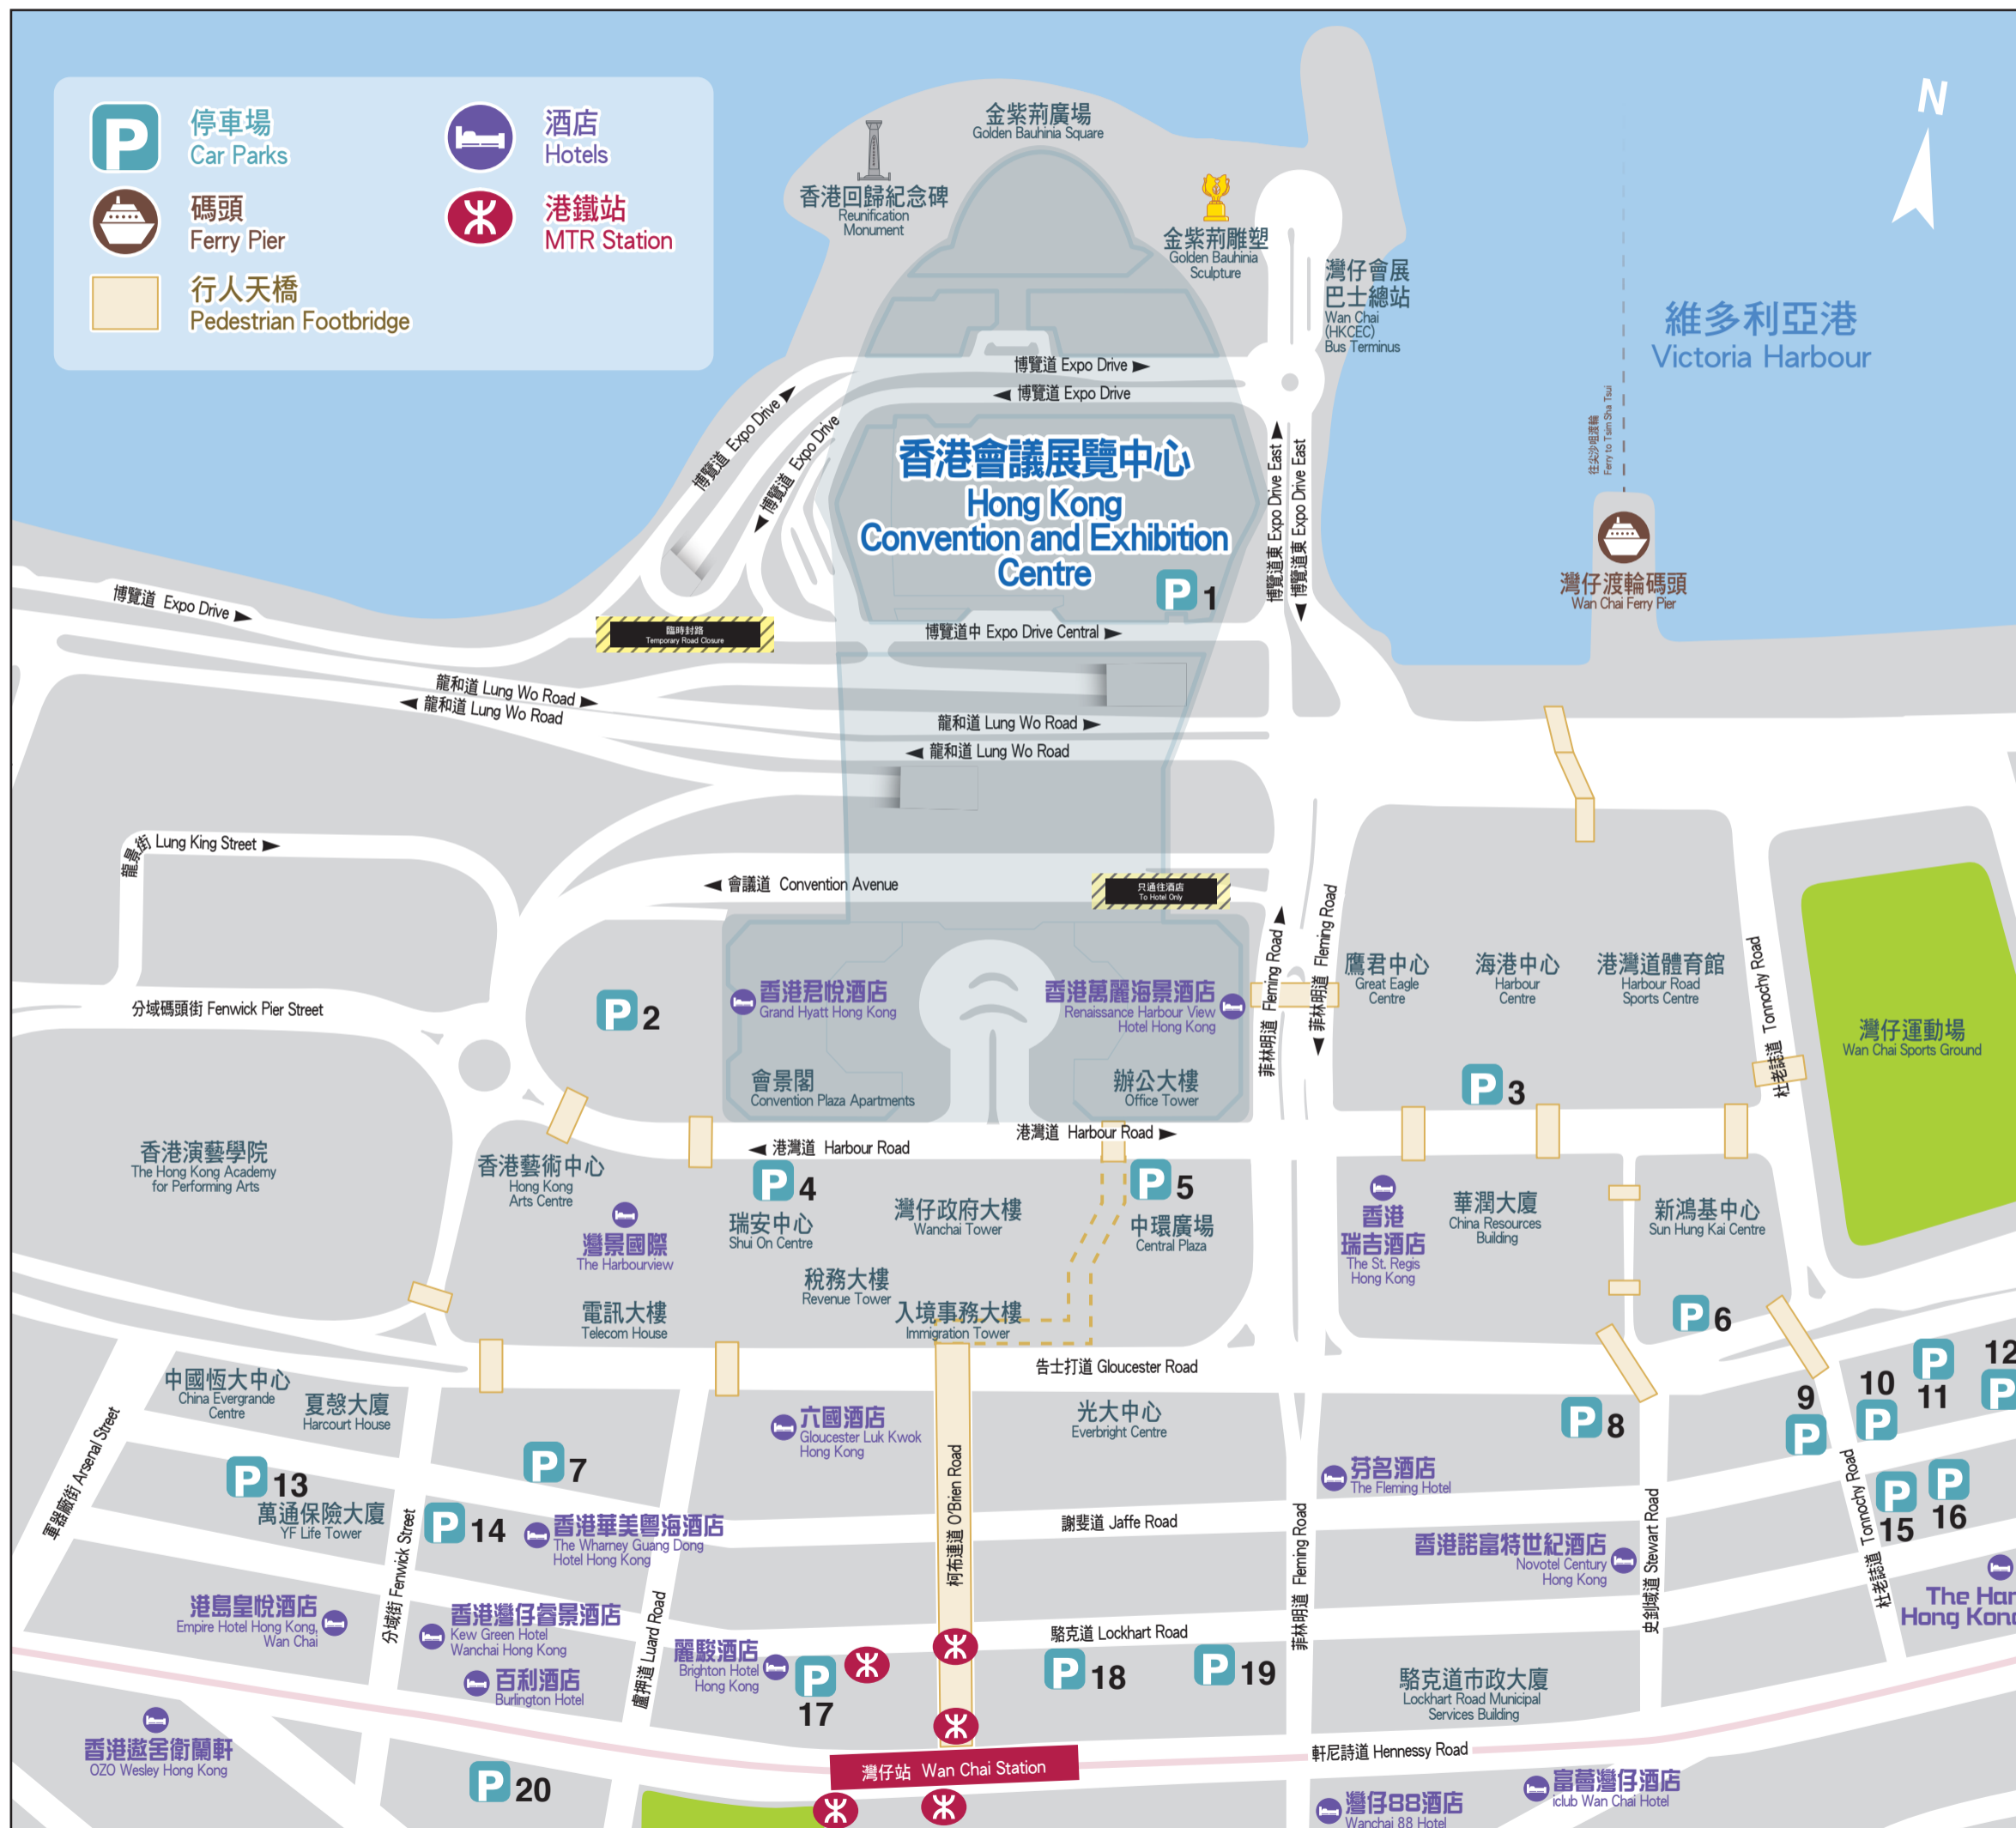 停車場
Car Parks
酒店
Hotels
碼頭
Ferry Pier
港鐵站
MTR Station
行人天橋
Pedestrian Footbridge
N
金紫荊廣場
Golden Bauhinia Square
香港回歸紀念碑
Reunification
Monument
金紫荊雕塑
Golden Bauhinia
Sculpture
灣仔會展
巴士總站
Wan Chai
(HKCEC)
Bus Terminus
維多利亞港
Victoria Harbour
往尖沙咀渡輪
Ferry to Tsim Sha Tsui
灣仔渡輪碼頭
Wan Chai Ferry Pier
博覽道 Expo Drive
博覽道 Expo Drive
博覽道 Expo Drive
博覽道 Expo Drive
香港會議展覽中心
Hong Kong
Convention and Exhibition
Centre
P 1
博覽道東 Expo Drive East
博覽道東 Expo Drive East
博覽道 Expo Drive
臨時封路
Temporary Road Closure
博覽道中 Expo Drive Central
龍和道 Lung Wo Road
龍和道 Lung Wo Road
龍和道 Lung Wo Road
龍和道 Lung Wo Road
龍景街 Lung King Street
會議道 Convention Avenue
只通往酒店
To Hotel Only
菲林明道 Fleming Road
菲林明道 Fleming Road
分域碼頭街 Fenwick Pier Street
P 2
香港君悅酒店
Grand Hyatt Hong Kong
香港萬麗海景酒店
Renaissance Harbour View
Hotel Hong Kong
會景閣
Convention Plaza Apartments
辦公大樓
Office Tower
鷹君中心
Great Eagle
Centre
海港中心
Harbour
Centre
港灣道體育館
Harbour Road
Sports Centre
杜老誌道 Tonnochy Road
灣仔運動場
Wan Chai Sports Ground
P 3
港灣道 Harbour Road
港灣道 Harbour Road
香港演藝學院
The Hong Kong Academy
for Performing Arts
香港藝術中心
Hong Kong
Arts Centre
灣景國際
The Harbourview
P 4
瑞安中心
Shui On Centre
灣仔政府大樓
Wanchai Tower
P 5
中環廣場
Central Plaza
香港
瑞吉酒店
The St. Regis
Hong Kong
華潤大廈
China Resources
Building
新鴻基中心
Sun Hung Kai Centre
稅務大樓
Revenue Tower
電訊大樓
Telecom House
入境事務大樓
Immigration Tower
P 6
告士打道 Gloucester Road
中國恆大中心
China Evergrande
Centre
夏愨大廈
Harcourt House
軍器廠街 Arsenal Street
P 13
萬通保險大廈
YF Life Tower
P 7
P 14
香港華美粵海酒店
The Wharney Guang Dong
Hotel Hong Kong
六國酒店
Gloucester Luk Kwok
Hong Kong
柯布連道 O'Brien Road
光大中心
Everbright Centre
謝斐道 Jaffe Road
P 8
芬名酒店
The Fleming Hotel
P 9
P 10
P 11
P 12
P 15
P 16
杜老誌道 Tonnochy Road
香港諾富特世紀酒店
Novotel Century
Hong Kong
史釗域道 Stewart Road
菲林明道 Fleming Road
分域街 Fenwick Street
盧押道 Luard Road
港島皇悅酒店
Empire Hotel Hong Kong,
Wan Chai
香港灣仔睿景酒店
Kew Green Hotel
Wanchai Hong Kong
百利酒店
Burlington Hotel
麗駿酒店
Brighton Hotel
Hong Kong
P 17
駱克道 Lockhart Road
P 18
P 19
駱克道市政大廈
Lockhart Road Municipal
Services Building
香港遨舍衛蘭軒
OZO Wesley Hong Kong
P 20
灣仔站 Wan Chai Station
軒尼詩道 Hennessy Road
富薈灣仔酒店
iclub Wan Chai Hotel
灣仔88酒店
Wanchai 88 Hotel
The Har
Hong Kong